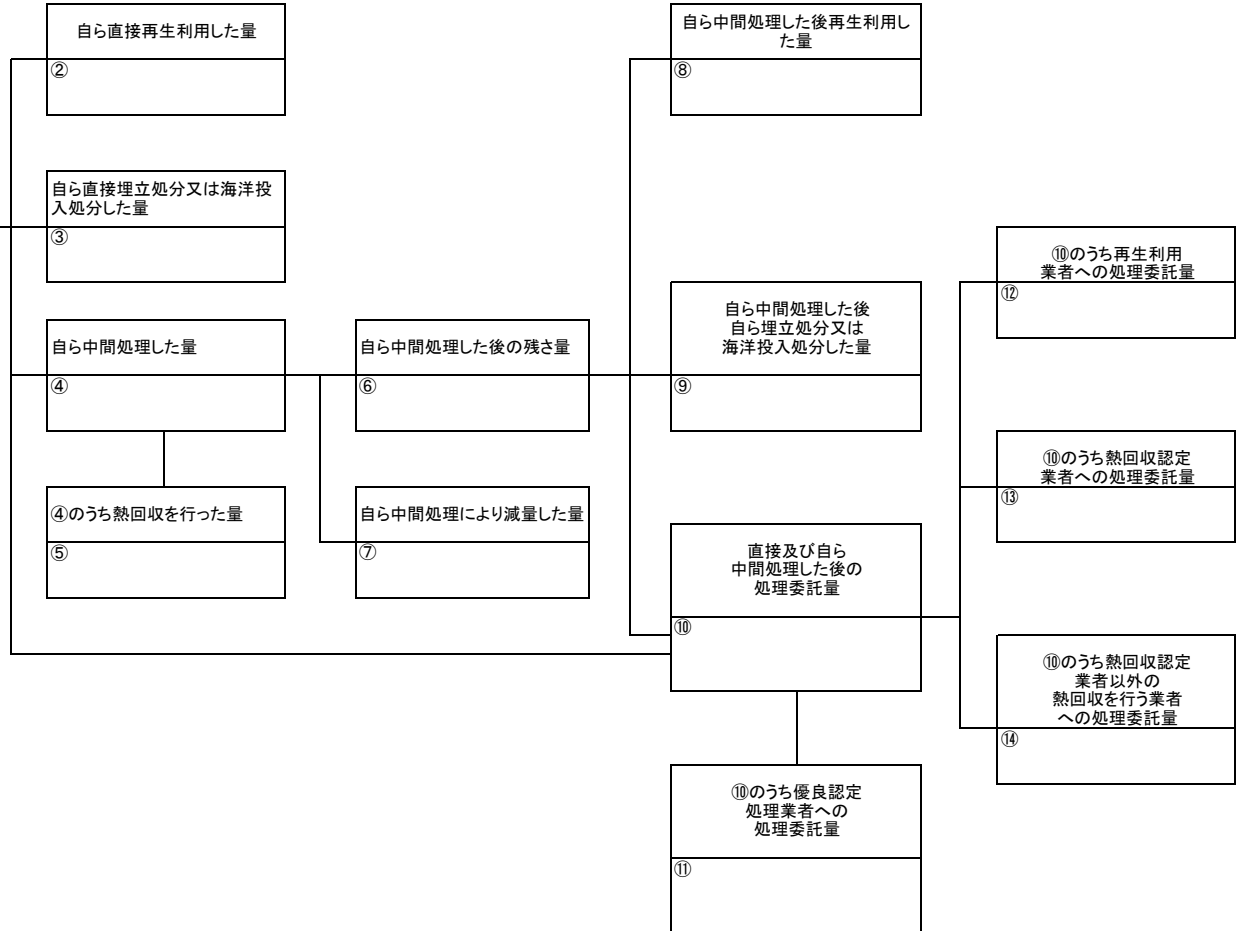 自ら直接再生利用した量
②
自ら直接埋立処分又は海洋投
入処分した量
③
自ら中間処理した量
④
④のうち熱回収を行った量
⑤
自ら中間処理した後の残さ量
⑥
自ら中間処理により減量した量
⑦
自ら中間処理した後再生利用し
た量
⑧
自ら中間処理した後
自ら埋立処分又は
海洋投入処分した量
⑨
直接及び自ら
中間処理した後の
処理委託量
⑩
⑩のうち優良認定
処理業者への
処理委託量
⑪
⑩のうち再生利用
業者への処理委託量
⑫
⑩のうち熱回収認定
業者への処理委託量
⑬
⑩のうち熱回収認定
業者以外の
熱回収を行う業者
への処理委託量
⑭